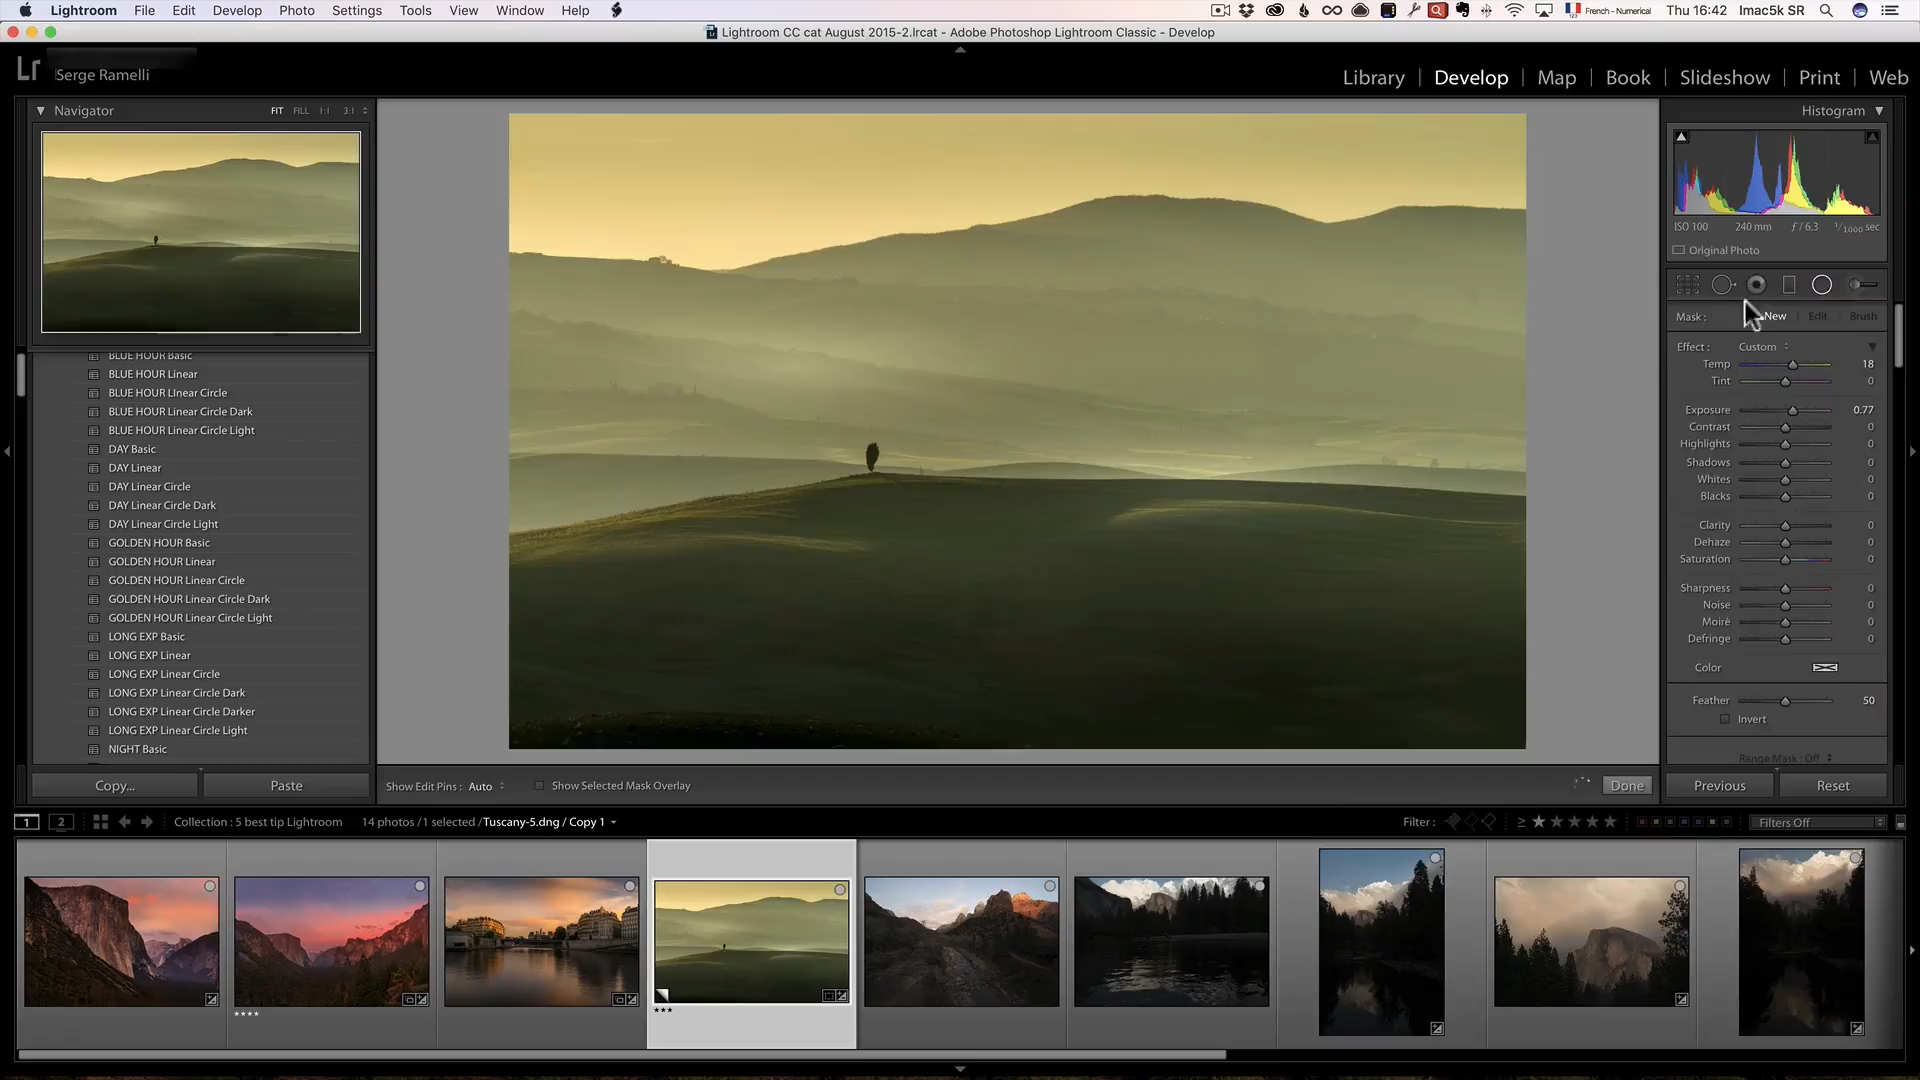 Lightroom File Edit Develop Photo Settings Tools View Window Help French - Numerical Thu 16:42 Imac5k SR
Lightroom CC cat August 2015-2.lrcat - Adobe Photoshop Lightroom Classic - Develop
Lr Serge Ramelli
Library Develop Map Book Slideshow Print Web
Navigator FIT FILL 1:1 3:1
Histogram
ISO 100 240 mm ƒ / 6.3 1/1000 sec
Original Photo
Mask : New Edit Brush
Effect : Custom
Temp 18
Tint 0
Exposure 0.77
Contrast 0
Highlights 0
Shadows 0
Whites 0
Blacks 0
Clarity 0
Dehaze 0
Saturation 0
Sharpness 0
Noise 0
Moiré 0
Defringe 0
Color
Feather 50
Invert
Range Mask : Off
BLUE HOUR Basic
BLUE HOUR Linear
BLUE HOUR LInear Circle
BLUE HOUR Linear Circle Dark
BLUE HOUR Linear Circle Light
DAY Basic
DAY Linear
DAY Linear Circle
DAY Linear Circle Dark
DAY Linear Circle Light
GOLDEN HOUR Basic
GOLDEN HOUR Linear
GOLDEN HOUR Linear Circle
GOLDEN HOUR Linear Circle Dark
GOLDEN HOUR Linear Circle Light
LONG EXP Basic
LONG EXP Linear
LONG EXP Linear Circle
LONG EXP Linear Circle Dark
LONG EXP Linear Circle Darker
LONG EXP Linear Circle Light
NIGHT Basic
Copy... Paste
Show Edit Pins : Auto Show Selected Mask Overlay Done
Previous Reset
1 2 Collection : 5 best tip Lightroom 14 photos / 1 selected / Tuscany-5.dng / Copy 1
Filter : ≥ ★ ★ ★ ★ ★ Filters Off